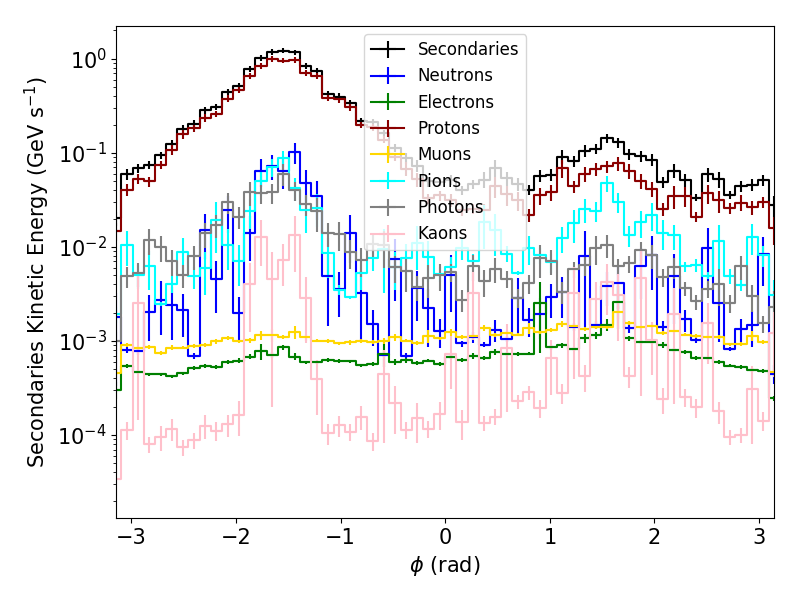 Secondaries Kinetic Energy (GeV s⁻¹)
10⁰
10⁻¹
10⁻²
10⁻³
10⁻⁴
Secondaries
Neutrons
Electrons
Protons
Muons
Pions
Photons
Kaons
−3 −2 −1 0 1 2 3
ϕ (rad)